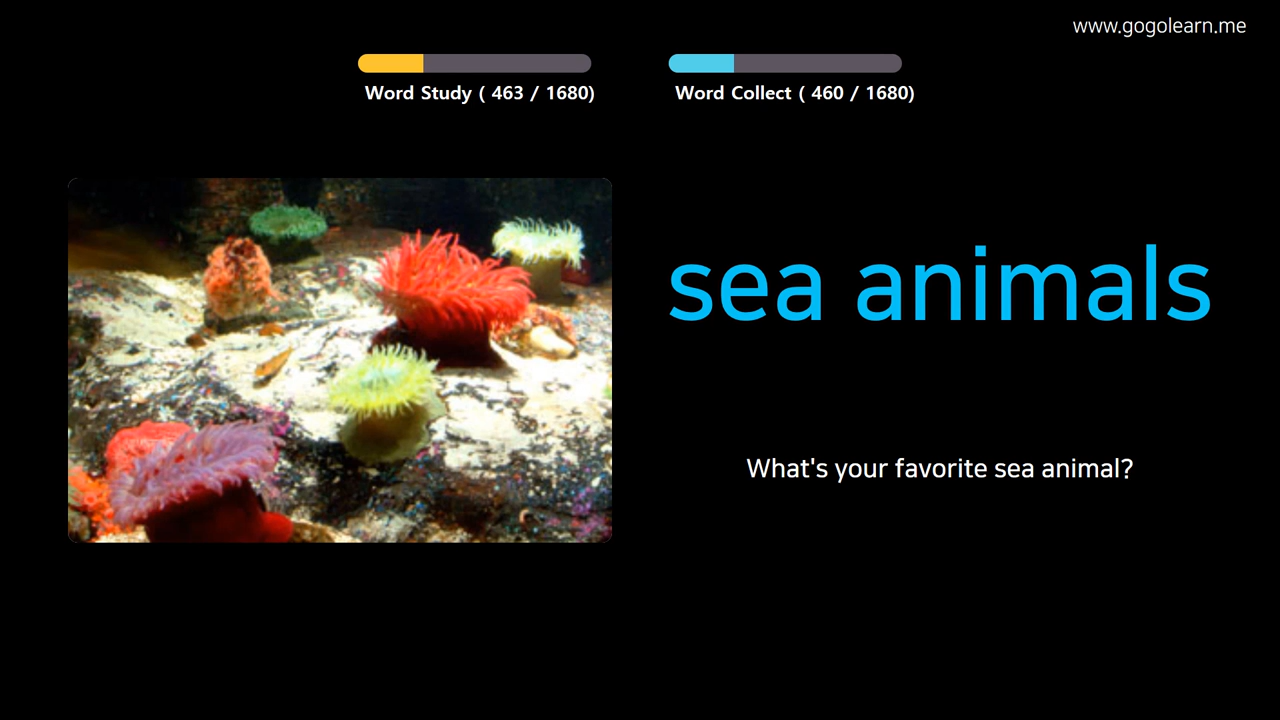 www.gogolearn.me
Word Study ( 463 / 1680)
Word Collect ( 460 / 1680)
sea animals
What's your favorite sea animal?